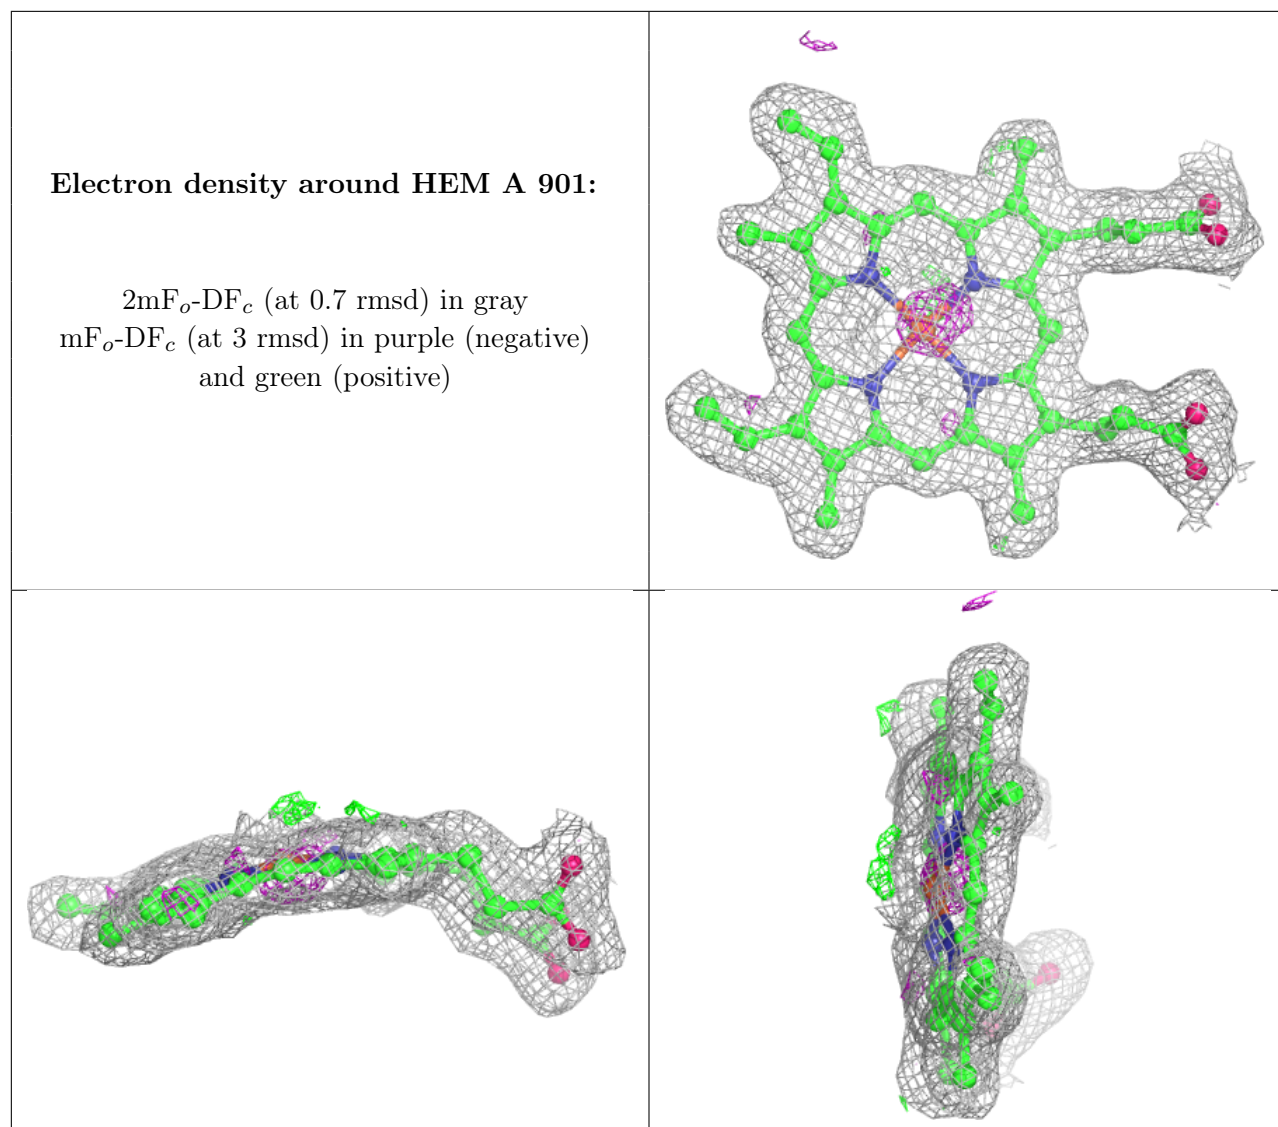 Electron density around HEM A 901:
2mFo-DFc (at 0.7 rmsd) in gray
mFo-DFc (at 3 rmsd) in purple (negative)
and green (positive)